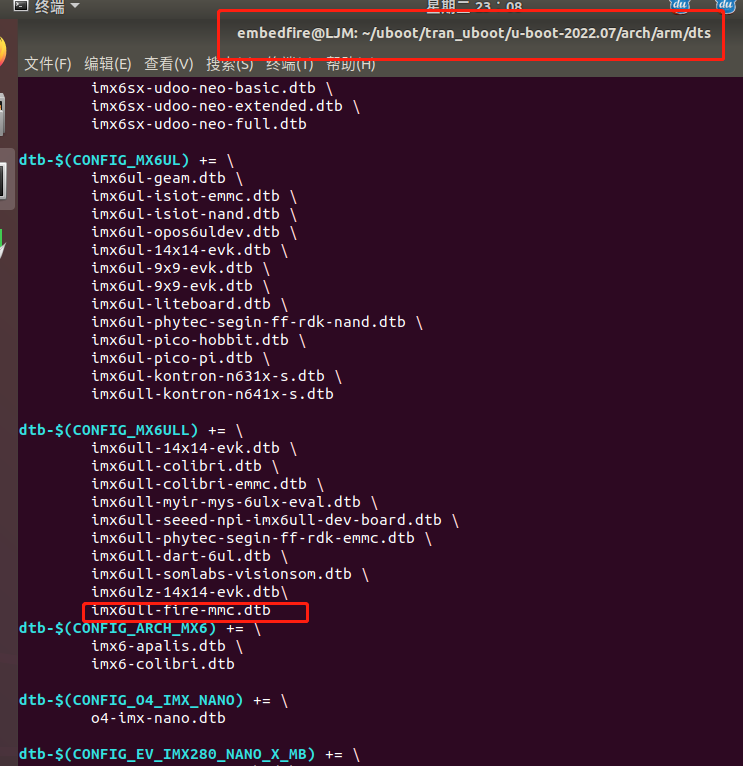 终端
星期二 23：08
du
du
embedfire@LJM: ~/uboot/tran_uboot/u-boot-2022.07/arch/arm/dts
文件(F) 编辑(E) 查看(V) 搜索(S) 终端(T) 帮助(H)
imx6sx-udoo-neo-basic.dtb \
imx6sx-udoo-neo-extended.dtb \
imx6sx-udoo-neo-full.dtb
dtb-$(CONFIG_MX6UL) += \
imx6ul-geam.dtb \
imx6ul-isiot-emmc.dtb \
imx6ul-isiot-nand.dtb \
imx6ul-opos6uldev.dtb \
imx6ul-14x14-evk.dtb \
imx6ul-9x9-evk.dtb \
imx6ul-9x9-evk.dtb \
imx6ul-liteboard.dtb \
imx6ul-phytec-segin-ff-rdk-nand.dtb \
imx6ul-pico-hobbit.dtb \
imx6ul-pico-pi.dtb \
imx6ul-kontron-n631x-s.dtb \
imx6ull-kontron-n641x-s.dtb
dtb-$(CONFIG_MX6ULL) += \
imx6ull-14x14-evk.dtb \
imx6ull-colibri.dtb \
imx6ull-colibri-emmc.dtb \
imx6ull-myir-mys-6ulx-eval.dtb \
imx6ull-seeed-npi-imx6ull-dev-board.dtb \
imx6ull-phytec-segin-ff-rdk-emmc.dtb \
imx6ull-dart-6ul.dtb \
imx6ull-somlabs-visionsom.dtb \
imx6ulz-14x14-evk.dtb\
imx6ull-fire-mmc.dtb
dtb-$(CONFIG_ARCH_MX6) += \
imx6-apalis.dtb \
imx6-colibri.dtb
dtb-$(CONFIG_O4_IMX_NANO) += \
o4-imx-nano.dtb
dtb-$(CONFIG_EV_IMX280_NANO_X_MB) += \